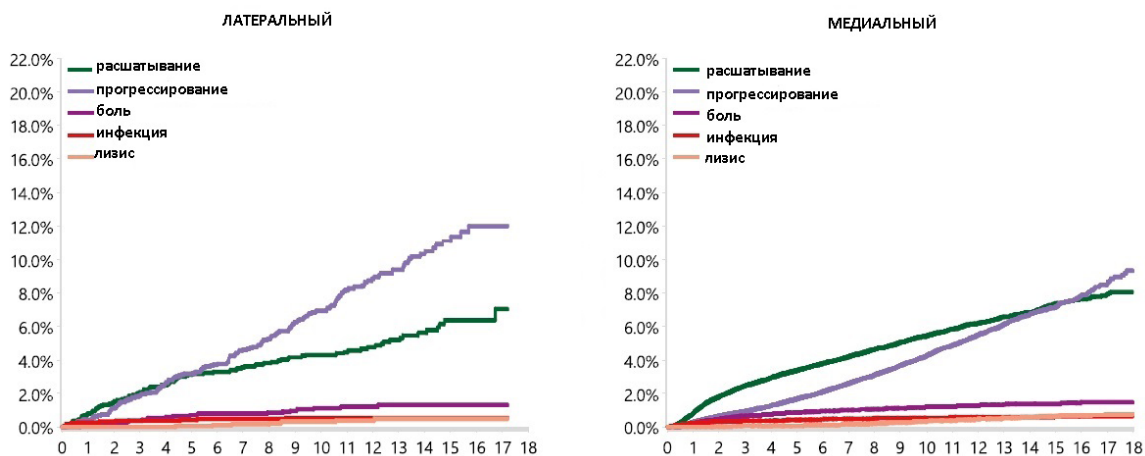 ЛАТЕРАЛЬНЫЙ
22.0%
20.0%
18.0%
16.0%
14.0%
12.0%
10.0%
8.0%
6.0%
4.0%
2.0%
0.0%
расшатывание
прогрессирование
боль
инфекция
лизис
0 1 2 3 4 5 6 7 8 9 10 11 12 13 14 15 16 17 18
МЕДИАЛЬНЫЙ
22.0%
20.0%
18.0%
16.0%
14.0%
12.0%
10.0%
8.0%
6.0%
4.0%
2.0%
0.0%
расшатывание
прогрессирование
боль
инфекция
лизис
0 1 2 3 4 5 6 7 8 9 10 11 12 13 14 15 16 17 18